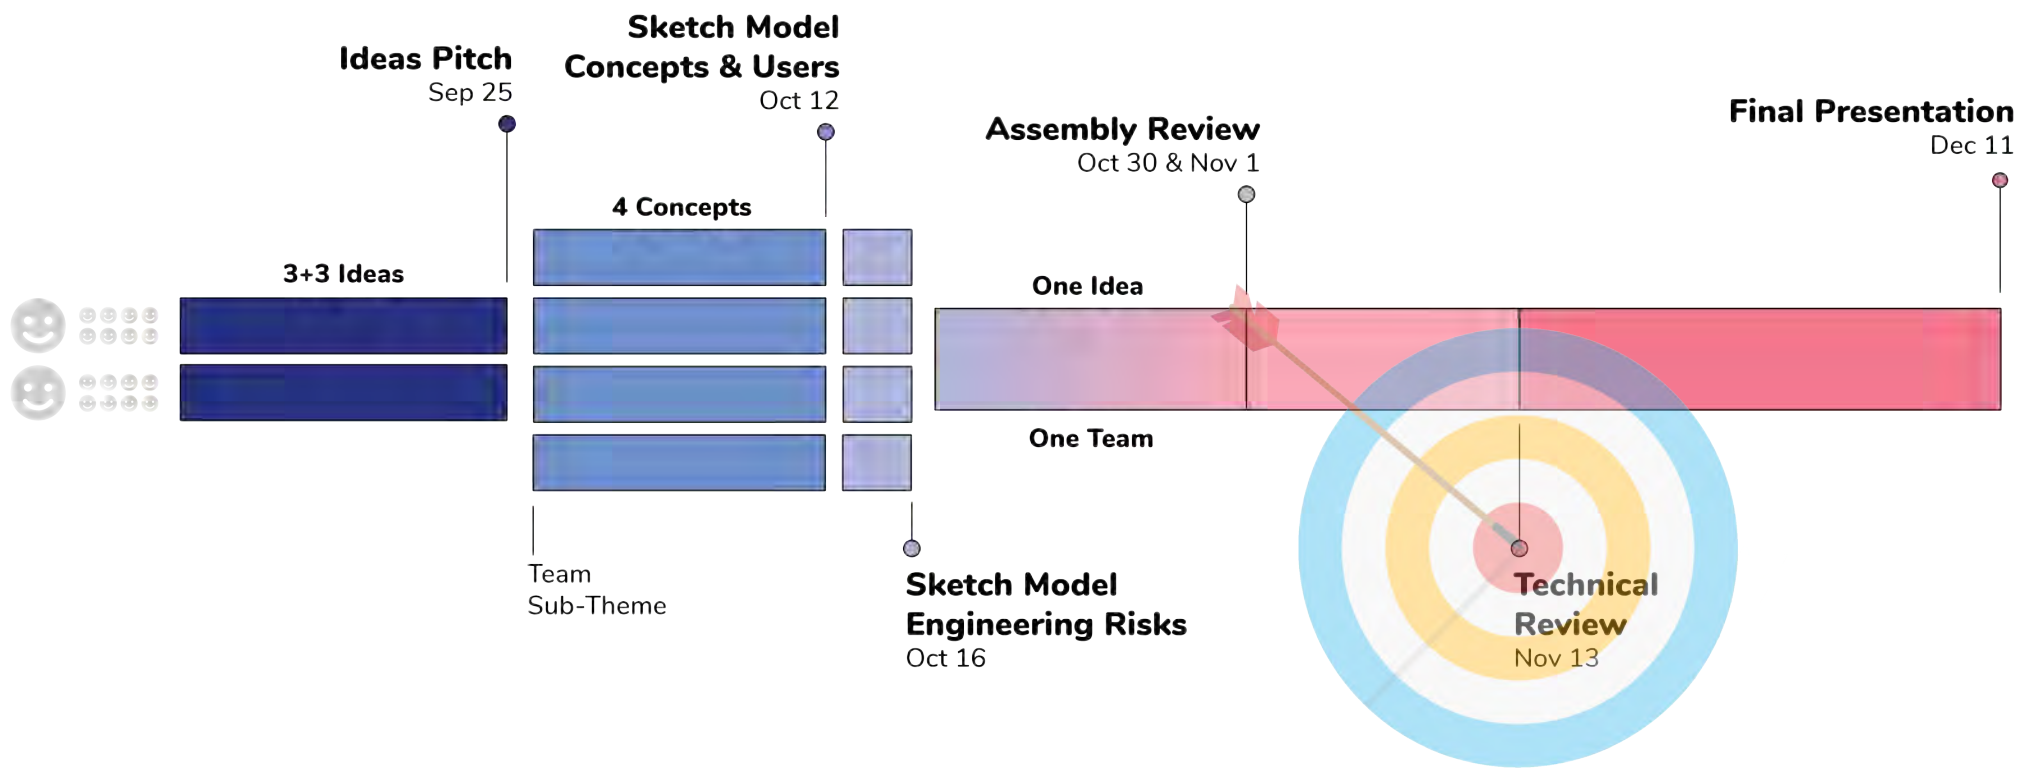 Ideas Pitch
Sep 25
Sketch Model
Concepts & Users
Oct 12
Assembly Review
Oct 30 & Nov 1
Final Presentation
Dec 11
3+3 Ideas
4 Concepts
One Idea
One Team
Team
Sub-Theme
Sketch Model
Engineering Risks
Oct 16
Technical
Review
Nov 13